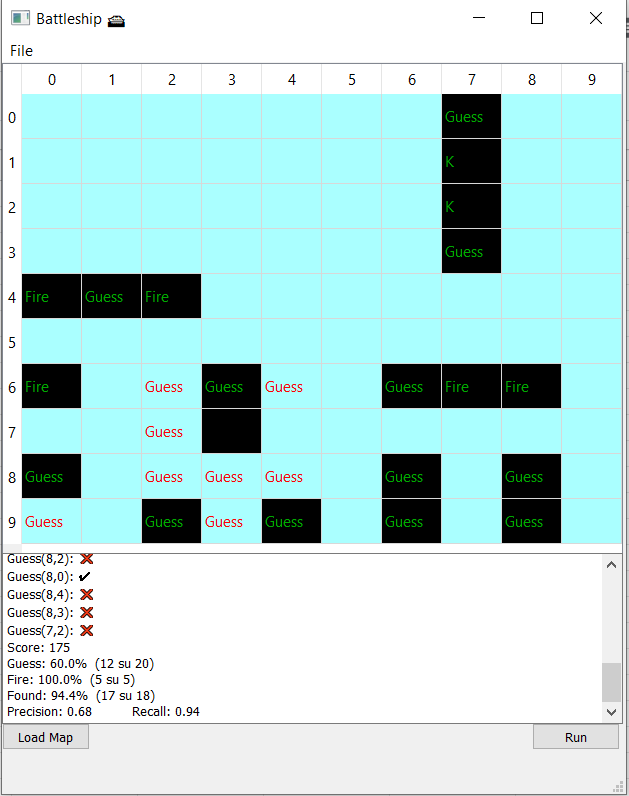 Battleship
File
0 1 2 3 4 5 6 7 8 9
0 Guess
1 K
2 K
3 Guess
4 Fire Guess Fire
5
6 Fire Guess Guess Guess Guess Fire Fire
7 Guess
8 Guess Guess Guess Guess Guess Guess
9 Guess Guess Guess Guess Guess Guess
Guess(8,2): ❌
Guess(8,0): ✔
Guess(8,4): ❌
Guess(8,3): ❌
Guess(7,2): ❌
Score: 175
Guess: 60.0% (12 su 20)
Fire: 100.0% (5 su 5)
Found: 94.4% (17 su 18)
Precision: 0.68 Recall: 0.94
Load Map Run